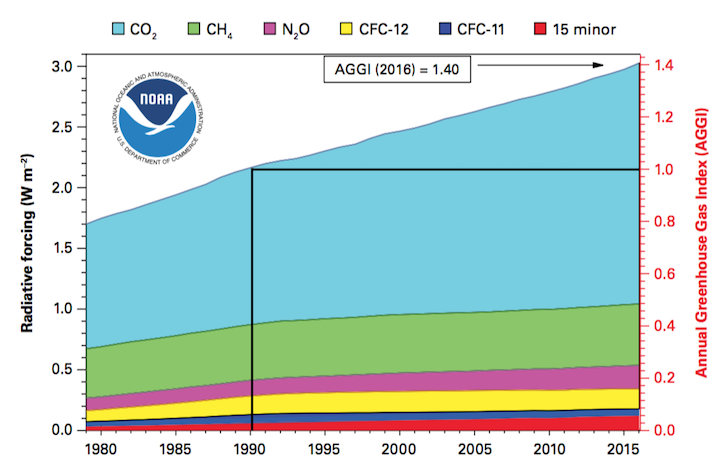 CO₂ CH₄ N₂O CFC-12 CFC-11 15 minor
AGGI (2016) = 1.40
NATIONAL OCEANIC AND ATMOSPHERIC ADMINISTRATION
NOAA
U.S. DEPARTMENT OF COMMERCE
Radiative forcing (W m⁻²)
3.0
2.5
2.0
1.5
1.0
0.5
0.0
1.4
1.2
1.0
0.8
0.6
0.4
0.2
0.0
Annual Greenhouse Gas Index (AGGI)
1980 1985 1990 1995 2000 2005 2010 2015